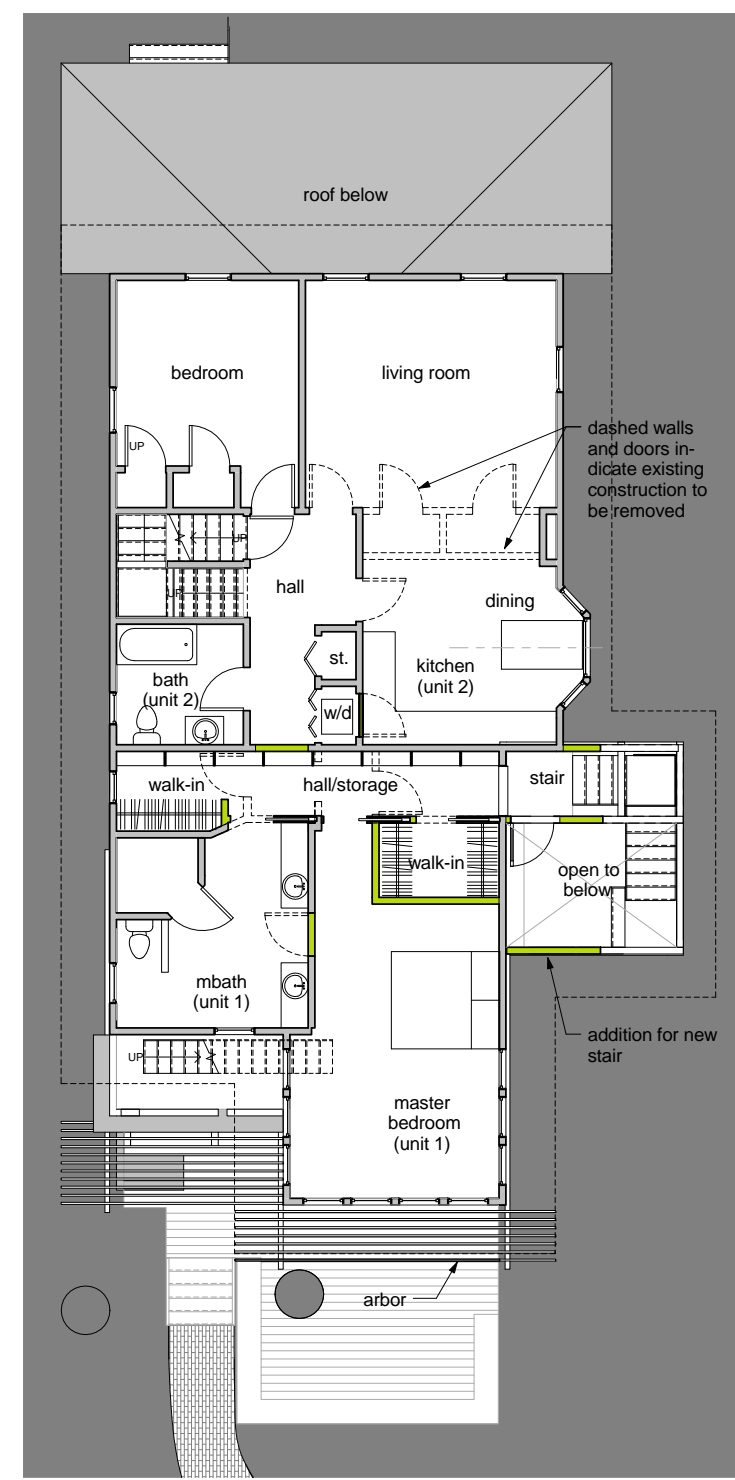 roof below
bedroom
living room
dashed walls
and doors in-
dicate existing
construction to
be removed
UP
UP
UP
hall
dining
st.
bath
(unit 2)
kitchen
(unit 2)
w/d
walk-in
hall/storage
stair
walk-in
open to
below
mbath
(unit 1)
addition for new
stair
UP
master
bedroom
(unit 1)
arbor